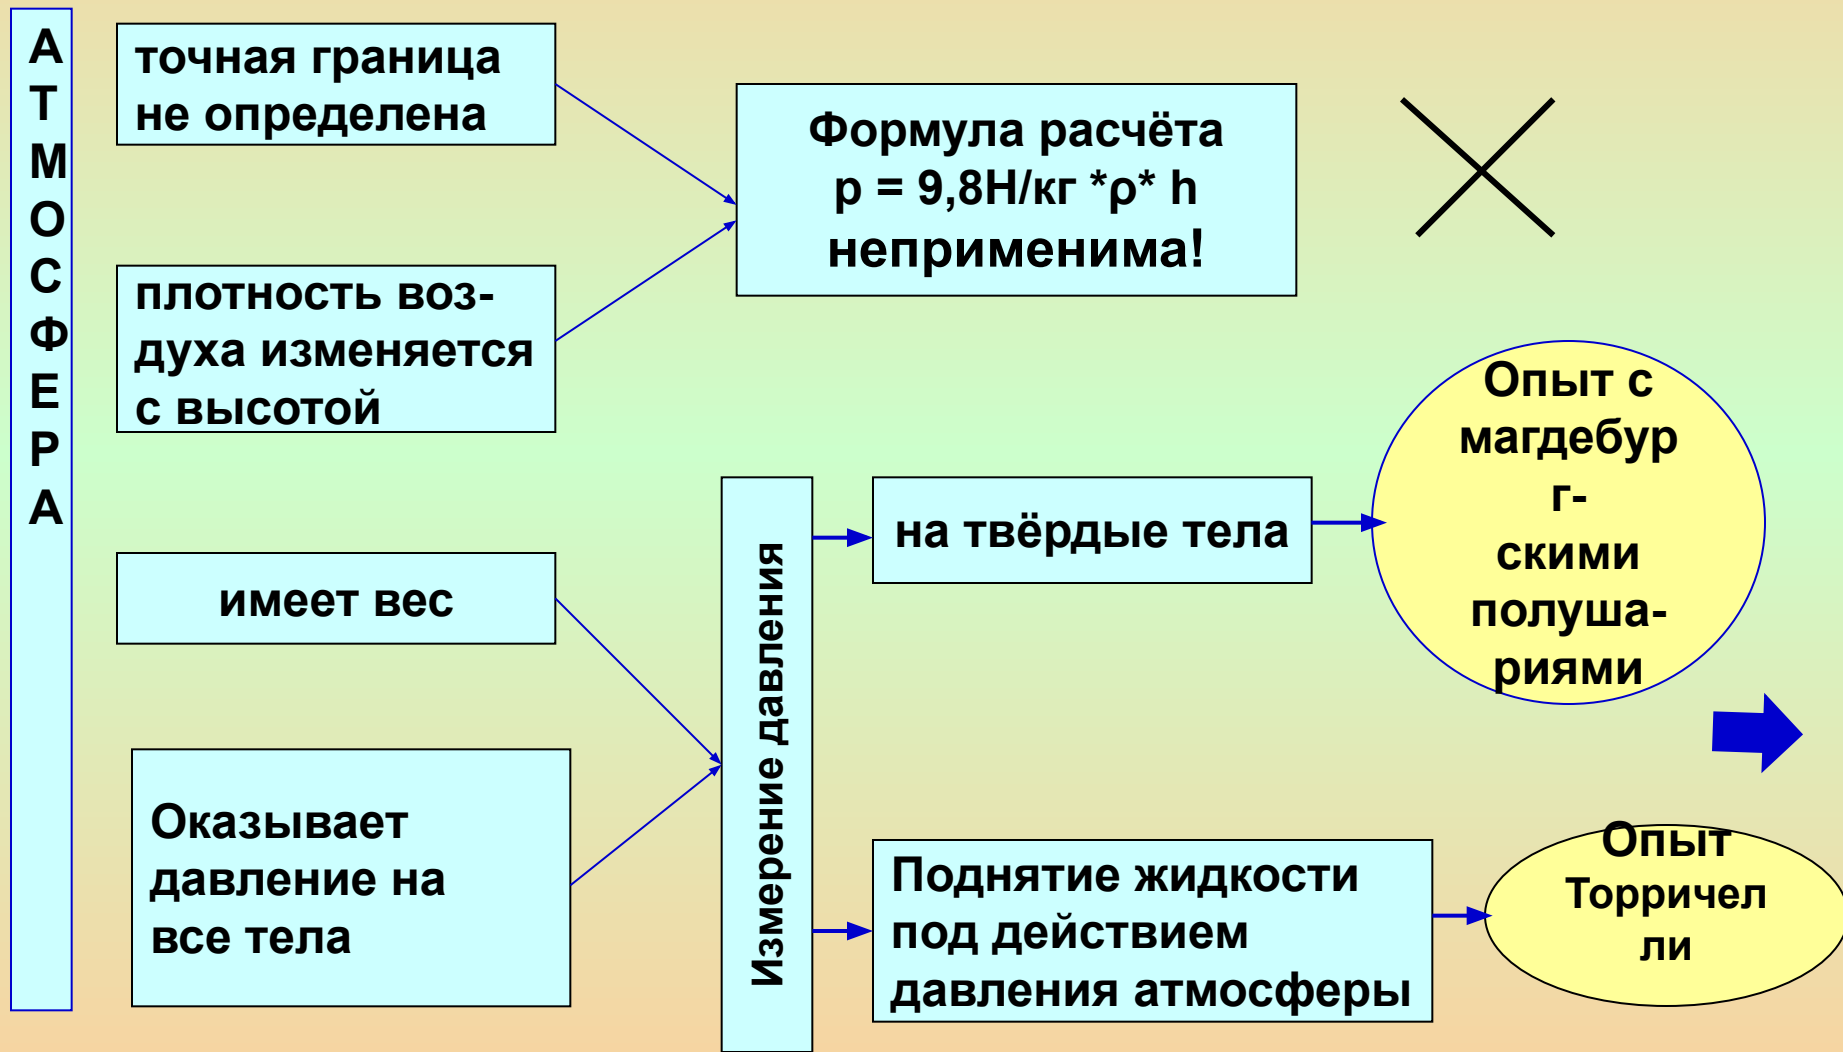 А
Т
М
О
С
Ф
Е
Р
А
точная граница
не определена
плотность воз-
духа изменяется
с высотой
Формула расчёта
p = 9,8Н/кг *ρ* h
неприменима!
имеет вес
Оказывает
давление на
все тела
Измерение давления
на твёрдые тела
Опыт с
магдебур
г-
скими
полуша-
риями
Поднятие жидкости
под действием
давления атмосферы
Опыт
Торричел
ли